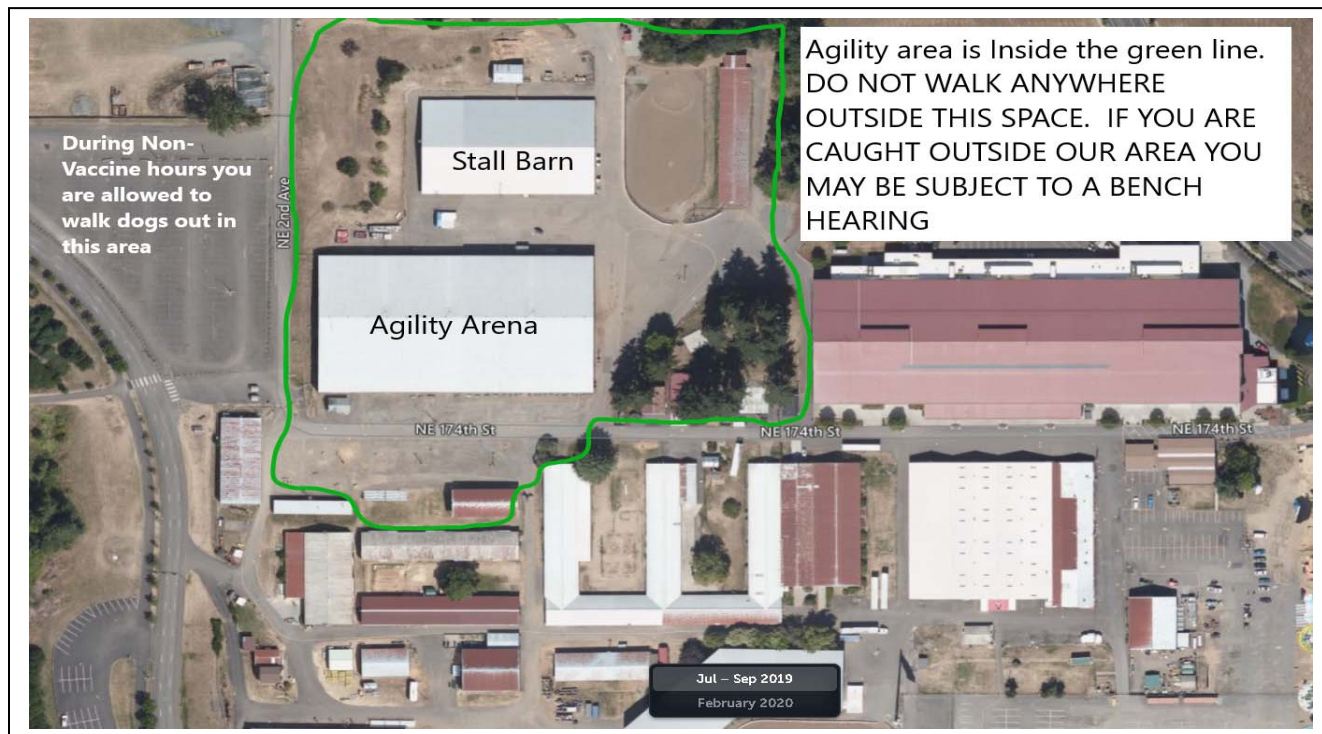 Agility area is Inside the green line.
DO NOT WALK ANYWHERE
OUTSIDE THIS SPACE.  IF YOU ARE
CAUGHT OUTSIDE OUR AREA YOU
MAY BE SUBJECT TO A BENCH
HEARING
During Non-
Vaccine hours you
are allowed to
walk dogs out in
this area
Stall Barn
NE 2nd Ave
Agility Arena
NE 174th St
NE 174th St
NE 174th St
Jul – Sep 2019
February 2020